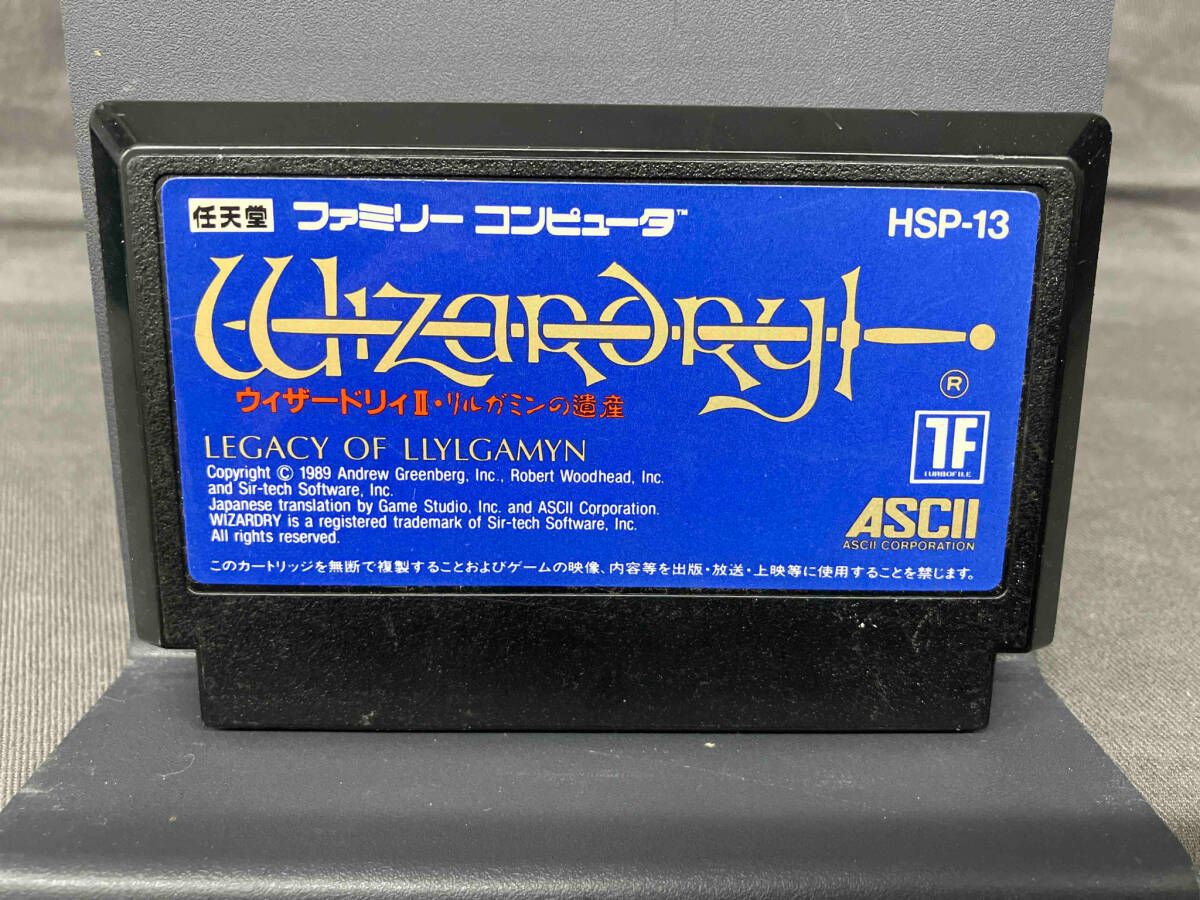 任天堂 ファミリー コンピュータ™ HSP-13
Wizardry
®
ウィザードリィⅡ・リルガミンの遺産
LEGACY OF LLYLGAMYN
Copyright © 1989 Andrew Greenberg, Inc., Robert Woodhead, Inc.
and Sir-tech Software, Inc.
Japanese translation by Game Studio, Inc. and ASCII Corporation.
WIZARDRY is a registered trademark of Sir-tech Software, Inc.
All rights reserved.
TF
TURBOFILE
ASCII
ASCII CORPORATION
このカートリッジを無断で複製することおよびゲームの映像、内容等を出版・放送・上映等に使用することを禁じます。